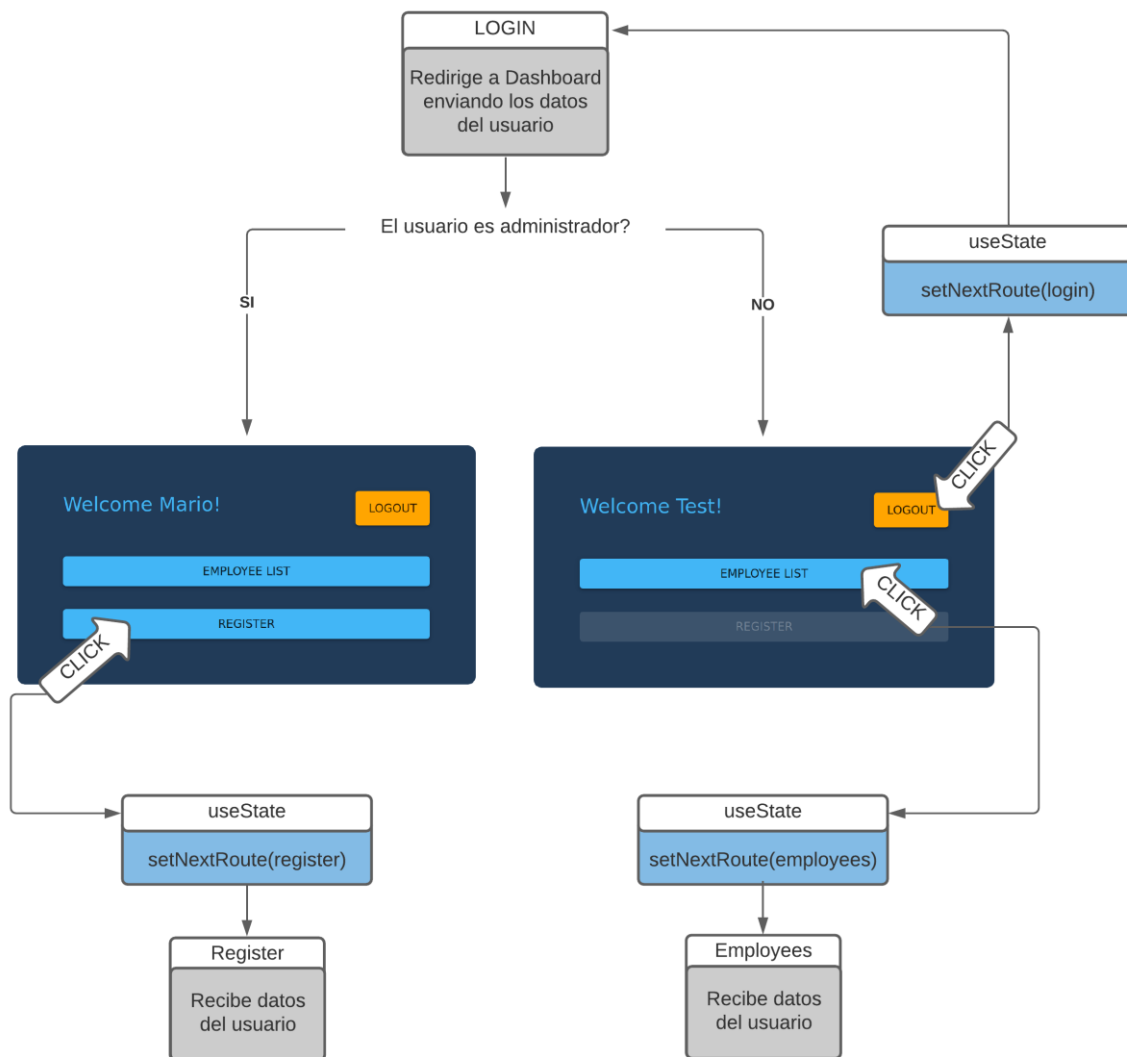 LOGIN
Redirige a Dashboard
enviando los datos
del usuario
El usuario es administrador?
useState
setNextRoute(login)
SI
NO
Welcome Mario!
LOGOUT
EMPLOYEE LIST
REGISTER
CLICK
Welcome Test!
LOGOUT
CLICK
EMPLOYEE LIST
CLICK
REGISTER
useState
setNextRoute(register)
Register
Recibe datos
del usuario
useState
setNextRoute(employees)
Employees
Recibe datos
del usuario